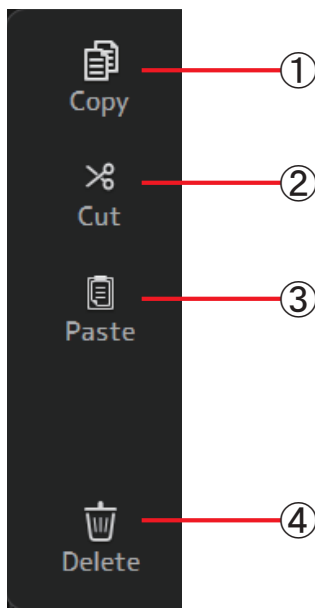 Copy
①
Cut
②
Paste
③
Delete
④